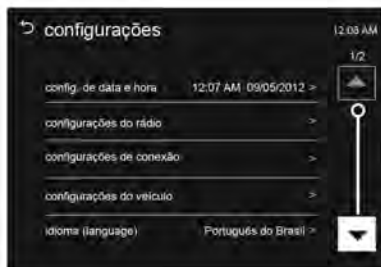 configurações 12:08 AM
1/2
config. de data e hora 12:07 AM 09/05/2012 >
configurações do rádio >
configurações de conexão >
configurações do veículo >
idioma (language) Português do Brasil >